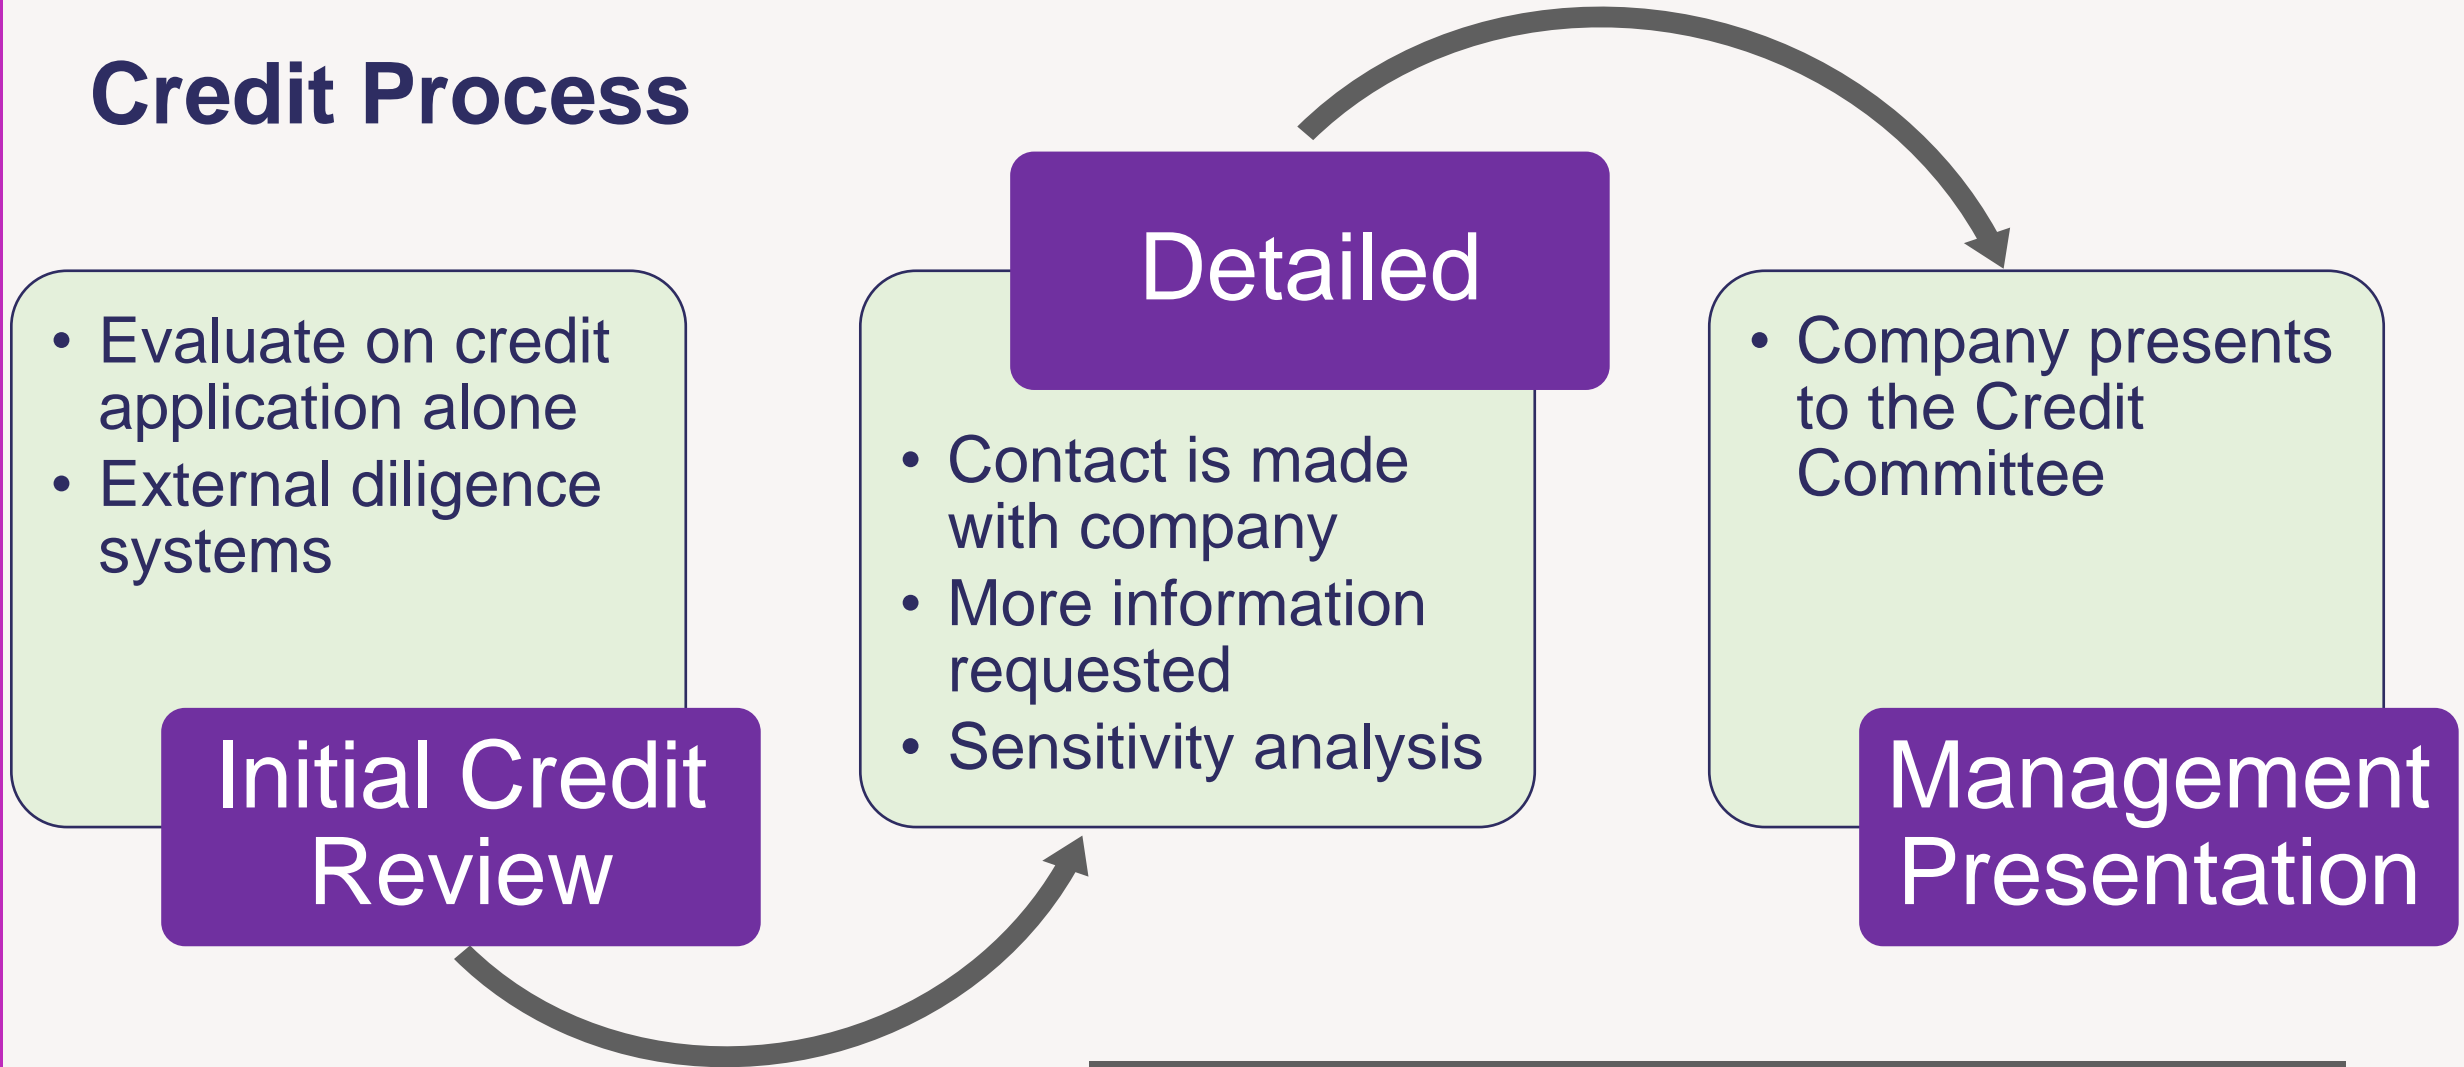 Credit Process
• Evaluate on credit
application alone
• External diligence
systems
Initial Credit
Review
Detailed
• Contact is made
with company
• More information
requested
• Sensitivity analysis
• Company presents
to the Credit
Committee
Management
Presentation